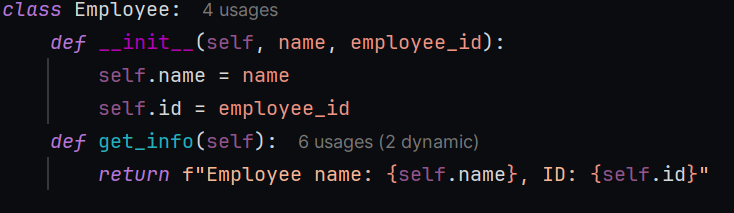 class Employee:  4 usages
    def __init__(self, name, employee_id):
        self.name = name
        self.id = employee_id
    def get_info(self):  6 usages (2 dynamic)
        return f"Employee name: {self.name}, ID: {self.id}"